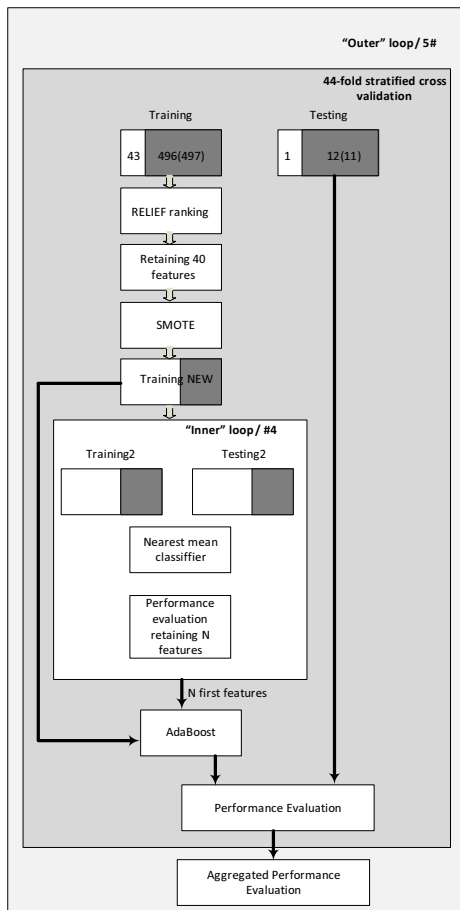 “Outer” loop/ 5#
44-fold stratified cross
validation
Training
Testing
43
496(497)
1
12(11)
RELIEF ranking
Retaining 40
features
SMOTE
Training NEW
“Inner” loop/ #4
Training2
Testing2
Nearest mean
classiffier
Performance
evaluation
retaining N
features
N first features
AdaBoost
Performance Evaluation
Aggregated Performance
Evaluation